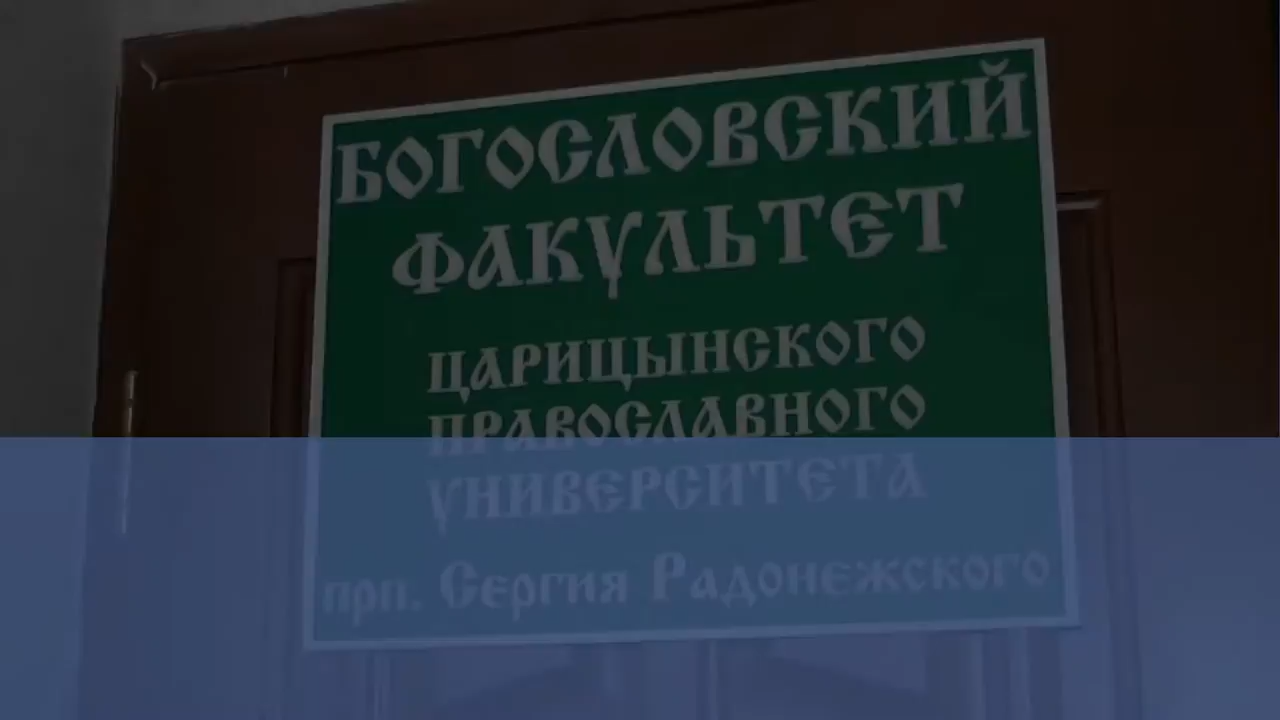 БОГОСЛОВСКИЙ
ФАКУЛЬТЕТ
ЦАРИЦЫНСКОГО
ПРАВОСЛАВНОГО
УНИВЕРСИТЕТА
прп. Сергия Радонежского